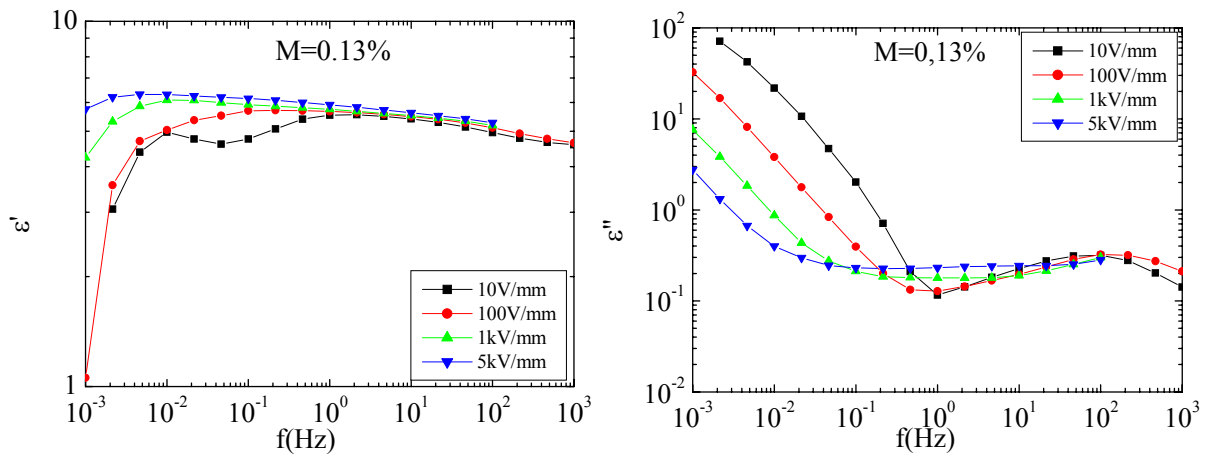 M=0.13%
10
1
ε'
10V/mm
100V/mm
1kV/mm
5kV/mm
10⁻³ 10⁻² 10⁻¹ 10⁰ 10¹ 10² 10³
f(Hz)
M=0,13%
10V/mm
100V/mm
1kV/mm
5kV/mm
10²
10¹
10⁰
10⁻¹
10⁻²
ε"
10⁻³ 10⁻² 10⁻¹ 10⁰ 10¹ 10² 10³
f(Hz)